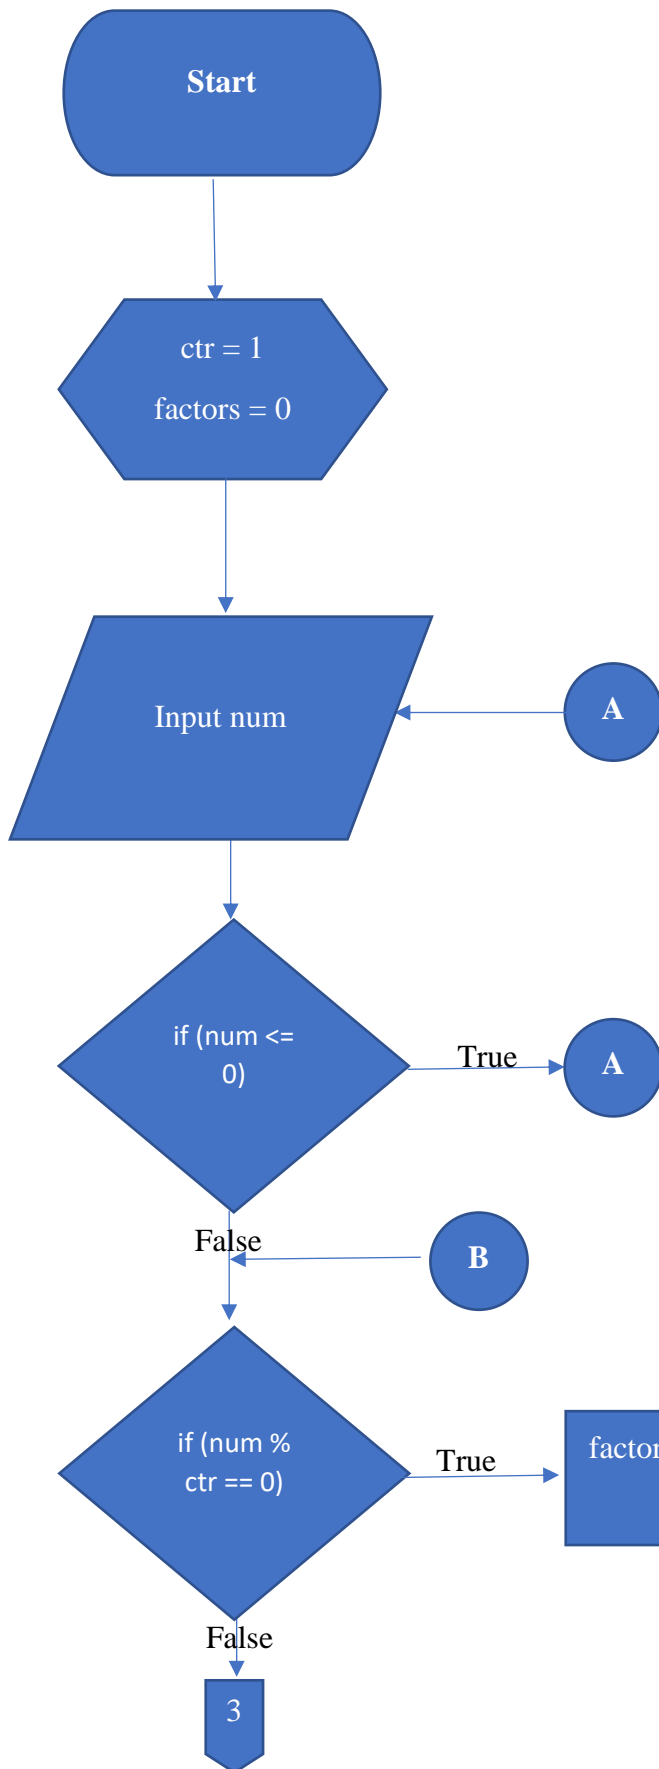 Start
ctr = 1
factors = 0
Input num
A
if (num <=
0)
True
A
False
B
if (num %
ctr == 0)
True
factor
False
3